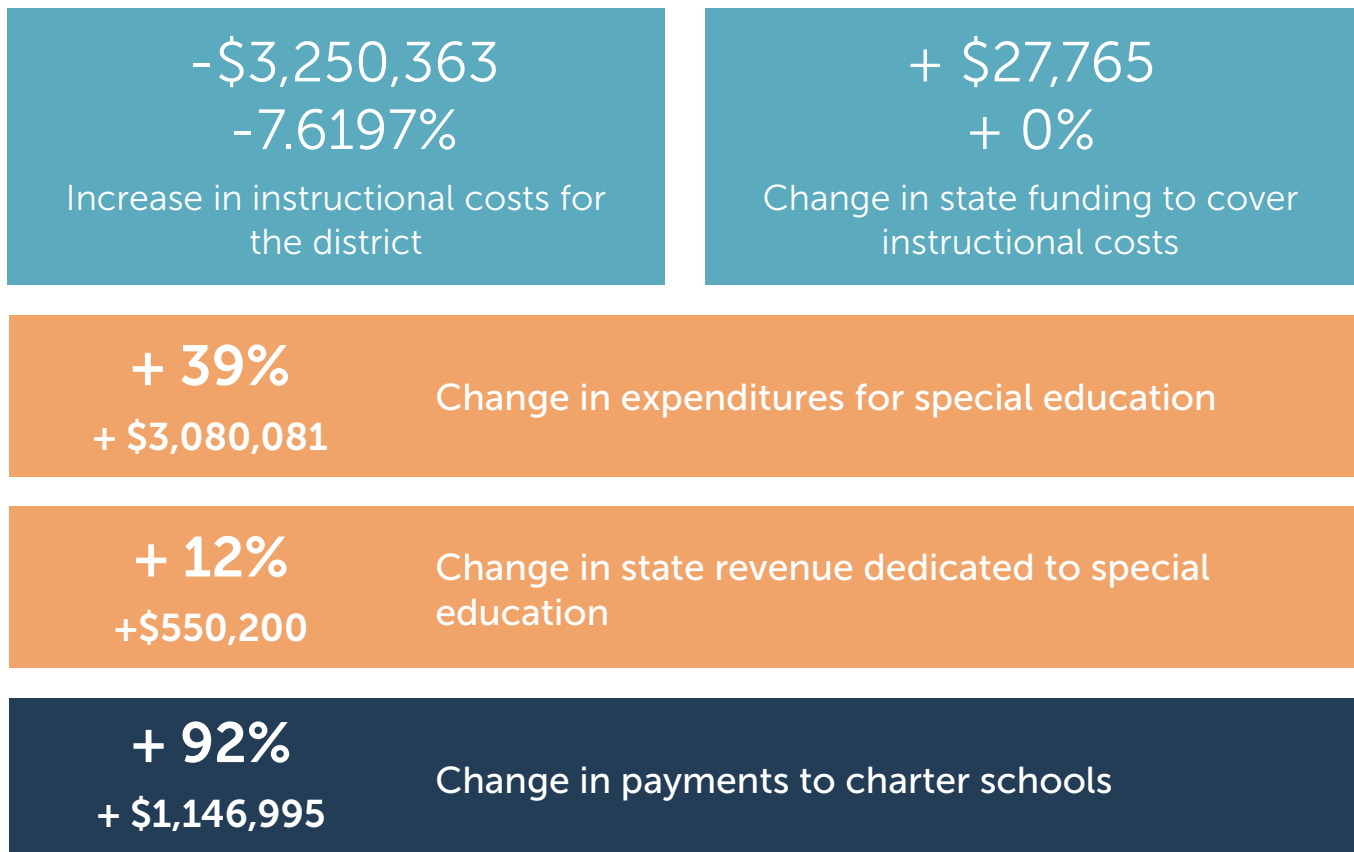 -$3,250,363
-7.6197%
Increase in instructional costs for
the district
+ $27,765
+ 0%
Change in state funding to cover
instructional costs
+ 39%
+ $3,080,081
Change in expenditures for special education
+ 12%
+$550,200
Change in state revenue dedicated to special
education
+ 92%
+ $1,146,995
Change in payments to charter schools